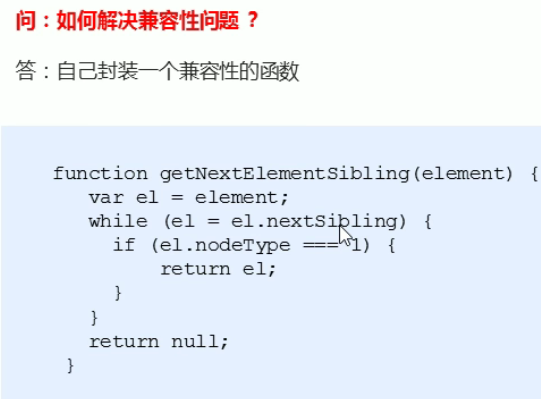 问：如何解决兼容性问题 ？
答：自己封装一个兼容性的函数
function getNextElementSibling(element) {
var el = element;
while (el = el.nextSibling) {
if (el.nodeType === 1) {
return el;
}
}
return null;
}